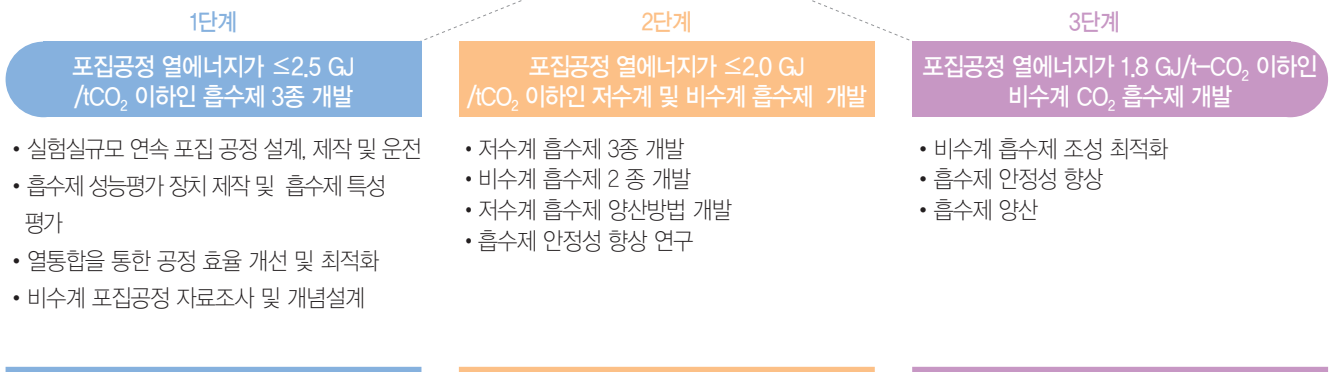 1단계
포집공정 열에너지가 ≤2.5 GJ
/tCO₂ 이하인 흡수제 3종 개발
• 실험실규모 연속 포집 공정 설계, 제작 및 운전
• 흡수제 성능평가 장치 제작 및 흡수제 특성
평가
• 열통합을 통한 공정 효율 개선 및 최적화
• 비수계 포집공정 자료조사 및 개념설계
2단계
포집공정 열에너지가 ≤2.0 GJ
/tCO₂ 이하인 저수계 및 비수계 흡수제 개발
• 저수계 흡수제 3종 개발
• 비수계 흡수제 2 종 개발
• 저수계 흡수제 양산방법 개발
• 흡수제 안정성 향상 연구
3단계
포집공정 열에너지가 1.8 GJ/t-CO₂ 이하인
비수계 CO₂ 흡수제 개발
• 비수계 흡수제 조성 최적화
• 흡수제 안정성 향상
• 흡수제 양산